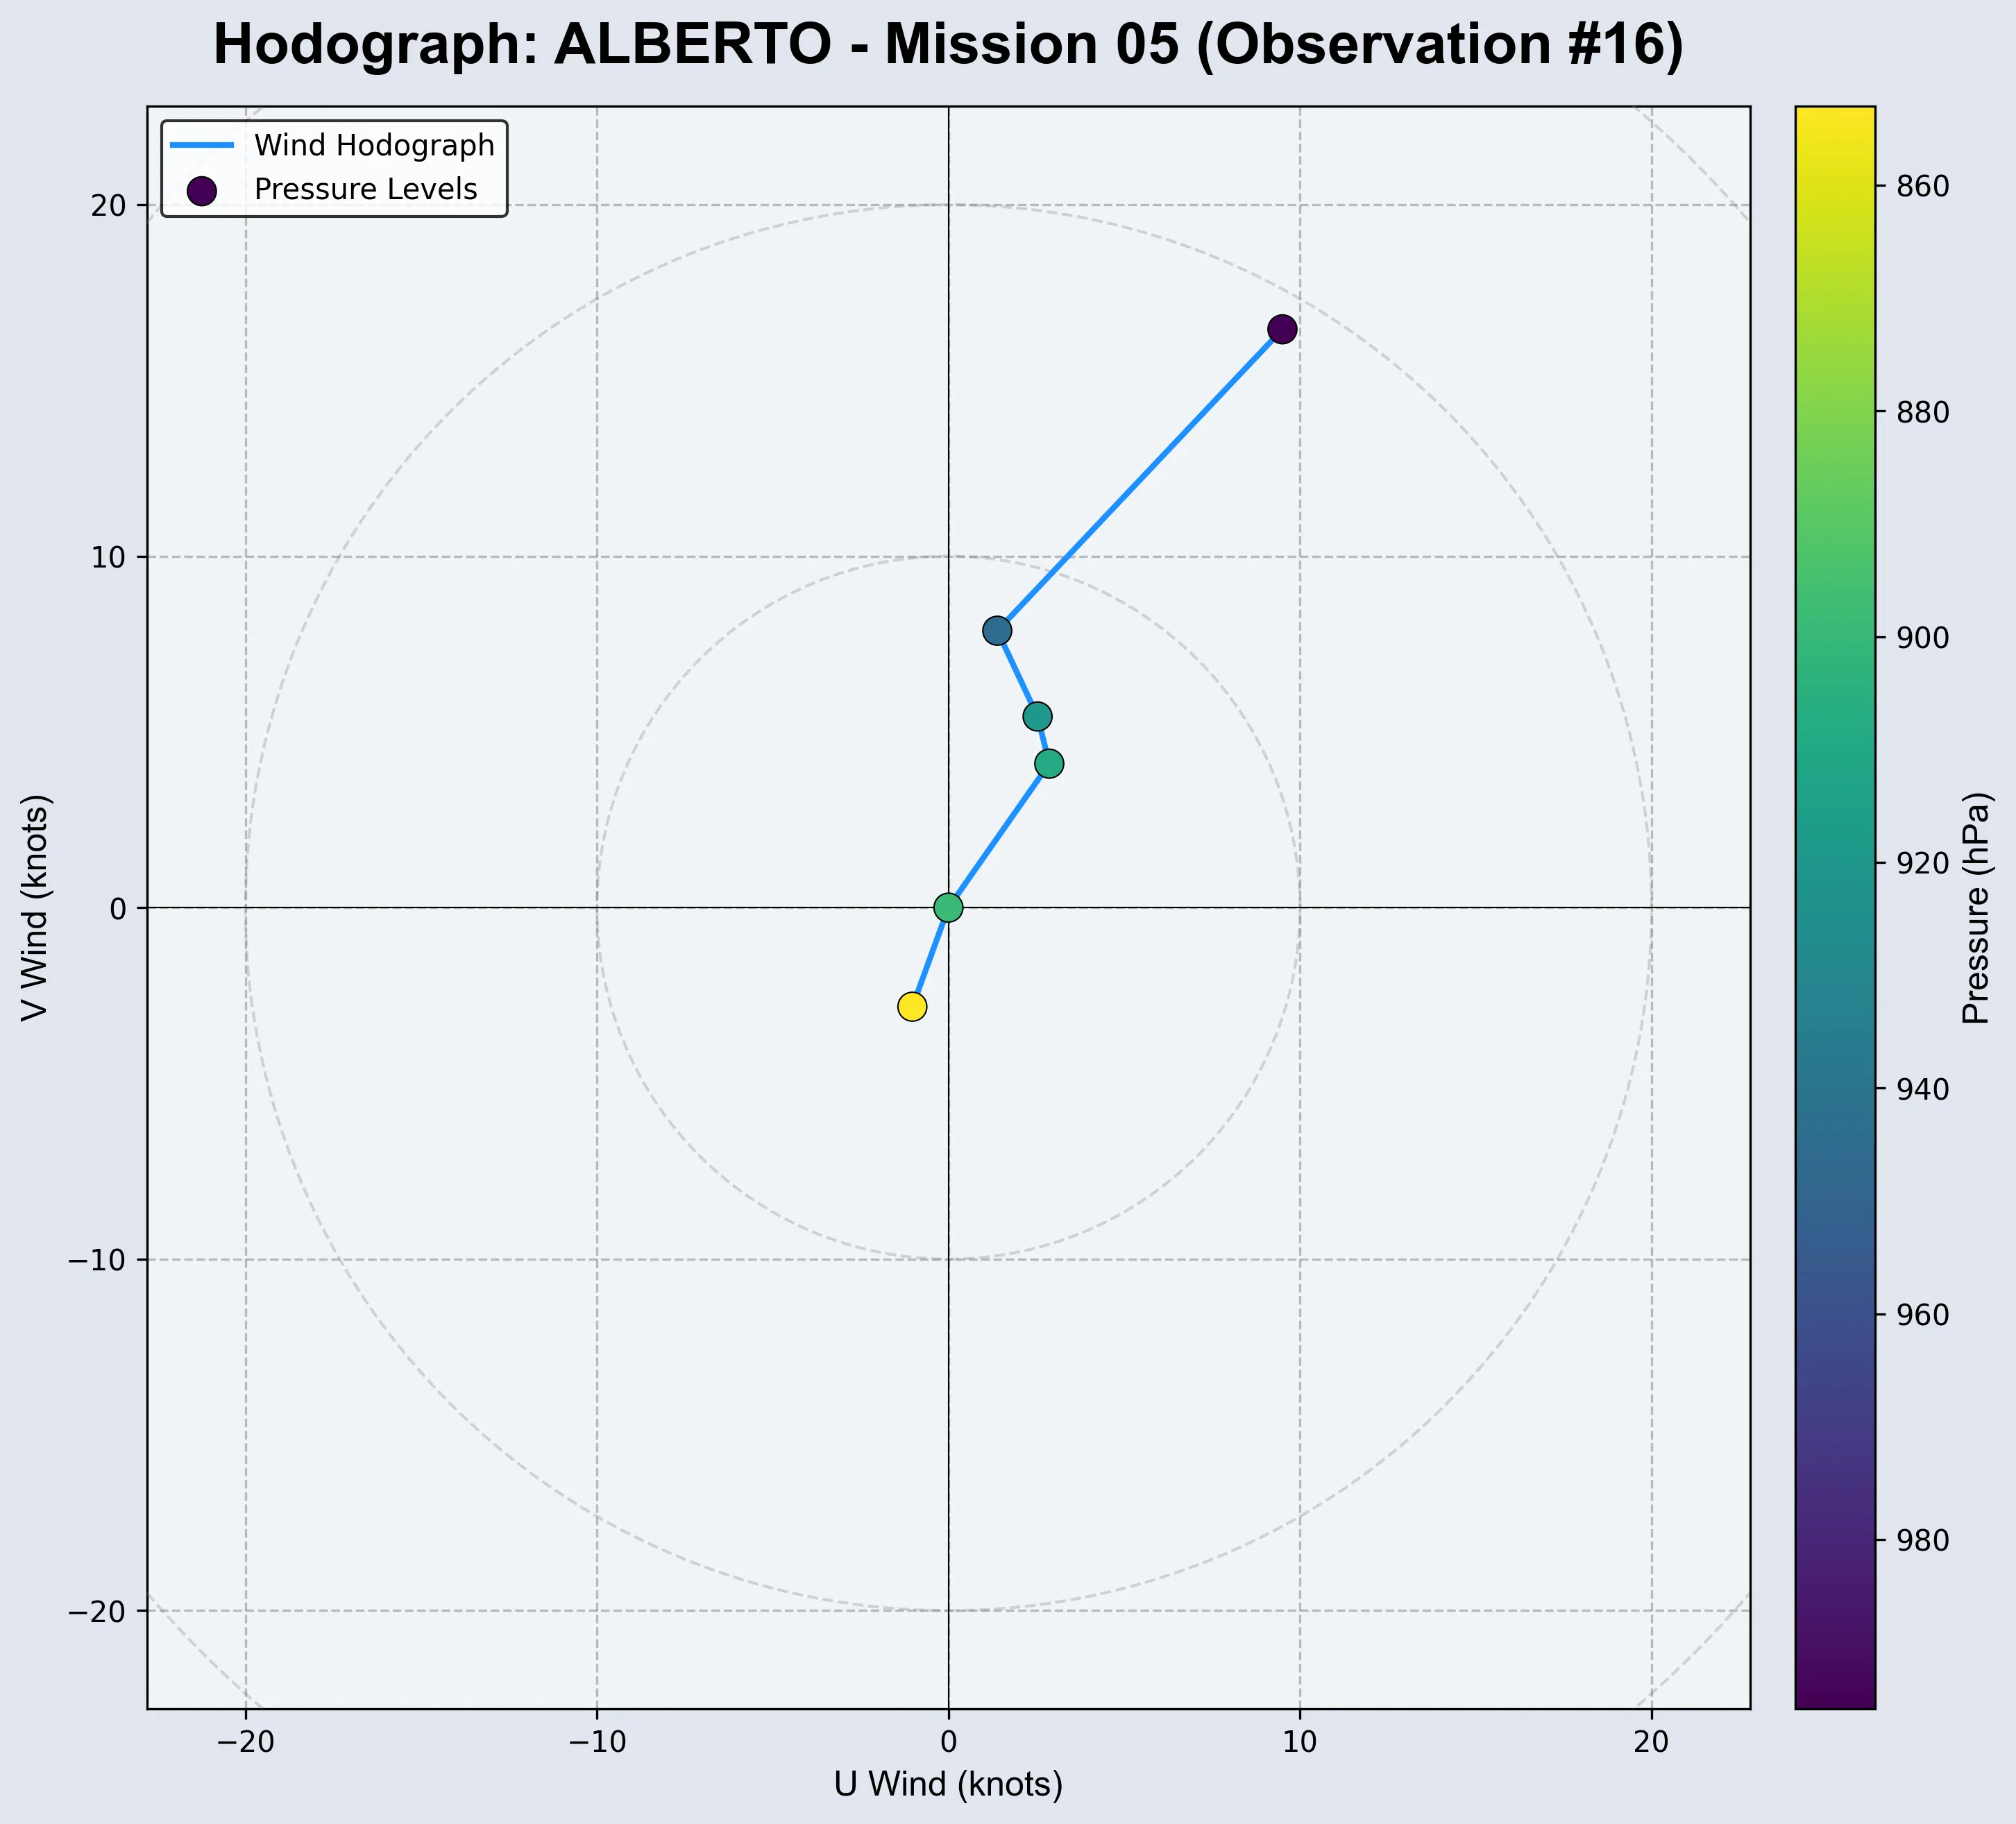 Hodograph: ALBERTO - Mission 05 (Observation #16)
Wind Hodograph
Pressure Levels
20
10
0
−10
−20
V Wind (knots)
−20
−10
0
10
20
U Wind (knots)
860
880
900
920
940
960
980
Pressure (hPa)